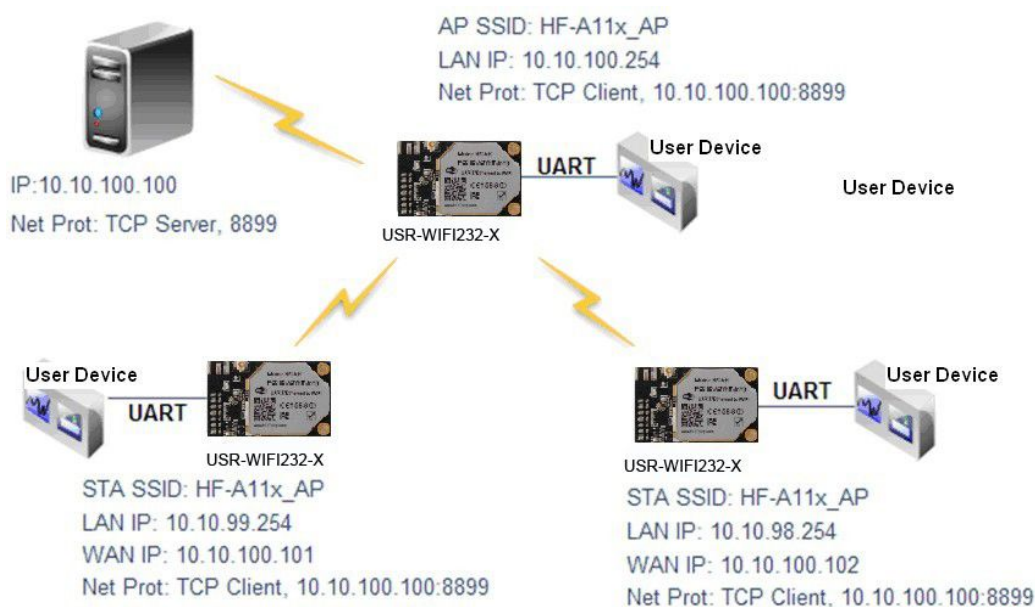 AP SSID: HF-A11x_AP
LAN IP: 10.10.100.254
Net Prot: TCP Client, 10.10.100.100:8899
IP:10.10.100.100
Net Prot: TCP Server, 8899
UART
User Device
User Device
USR-WIFI232-X
User Device
UART
USR-WIFI232-X
STA SSID: HF-A11x_AP
LAN IP: 10.10.99.254
WAN IP: 10.10.100.101
Net Prot: TCP Client, 10.10.100.100:8899
UART
User Device
USR-WIFI232-X
STA SSID: HF-A11x_AP
LAN IP: 10.10.98.254
WAN IP: 10.10.100.102
Net Prot: TCP Client, 10.10.100.100:8899